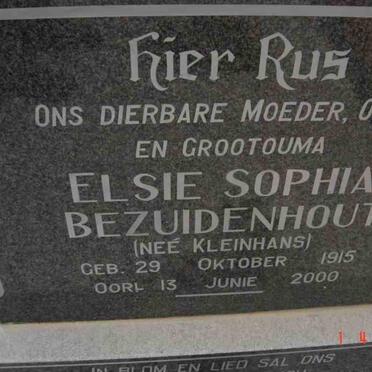 Hier Rus
ONS DIERBARE MOEDER, O
EN GROOTOUMA
ELSIE SOPHIA
BEZUIDENHOUT
(NEÉ KLEINHANS)
GEB. 29 OKTOBER 1915
OORL 13 JUNIE 2000
IN BLOM EN LIED SAL ONS